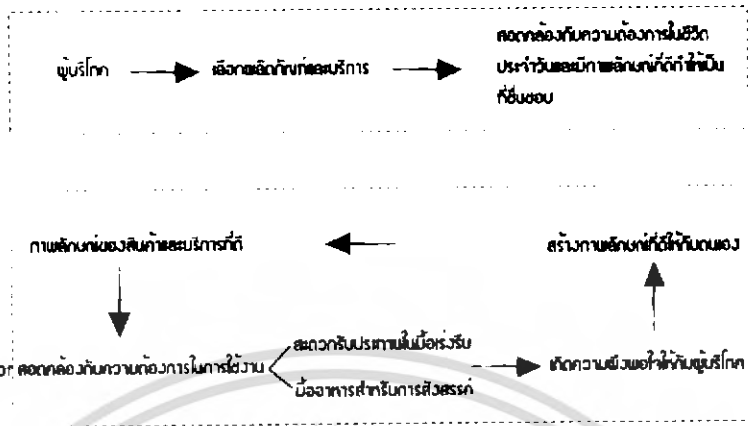 ผู้บริโภค
เลือกผลิตภัณฑ์และบริการ
สอดคล้องกับความต้องการในชีวิต
ประจำวันและมีภาพลักษณ์ที่ดีทำให้เป็น
ที่ชื่นชอบ
ภาพลักษณ์ของสินค้าและบริการที่ดี
สร้างภาพลักษณ์ที่ดีให้กับตนเอง
สอดคล้องกับความต้องการในการใช้งาน
สะดวกรับประทานในมื้อเร่งรีบ
มื้ออาหารสำหรับการสังสรรค์
เกิดความพึงพอใจให้กับผู้บริโภค